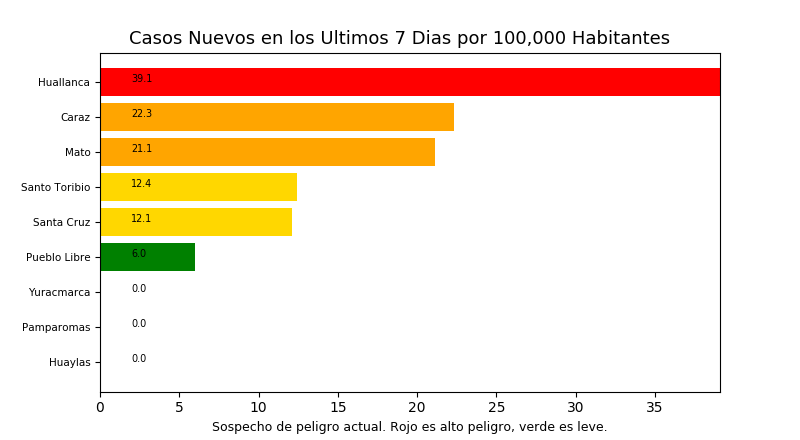 Casos Nuevos en los Ultimos 7 Dias por 100,000 Habitantes
Huallanca 39.1
Caraz 22.3
Mato 21.1
Santo Toribio 12.4
Santa Cruz 12.1
Pueblo Libre 6.0
Yuracmarca 0.0
Pamparomas 0.0
Huaylas 0.0
0 5 10 15 20 25 30 35
Sospecho de peligro actual. Rojo es alto peligro, verde es leve.